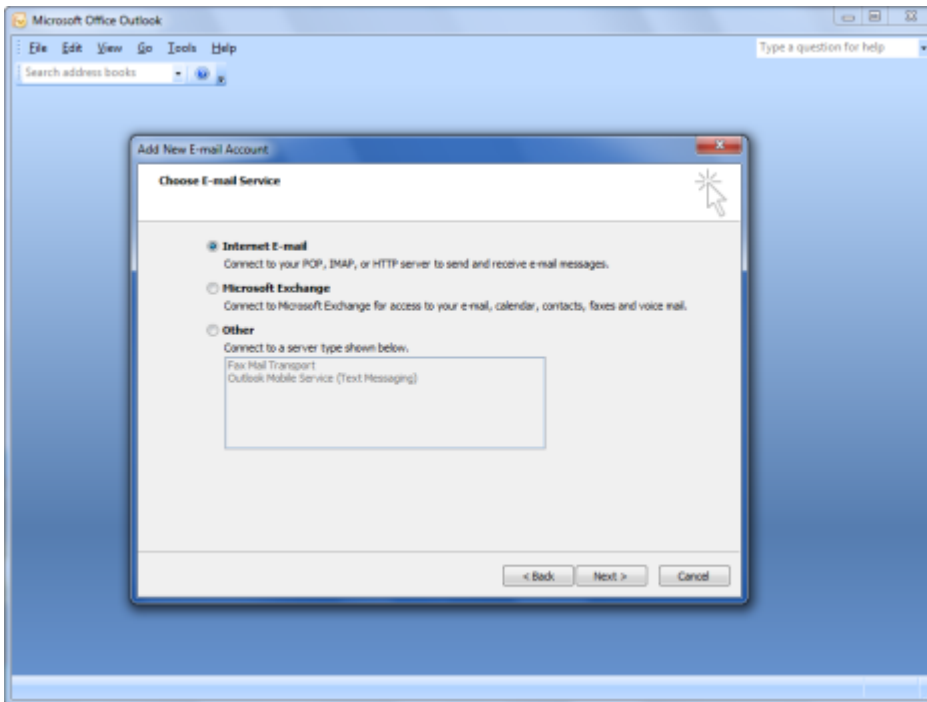 Microsoft Office Outlook
File Edit View Go Tools Help
Type a question for help
Search address books
Add New E-mail Account
Choose E-mail Service
Internet E-mail
Connect to your POP, IMAP, or HTTP server to send and receive e-mail messages.
Microsoft Exchange
Connect to Microsoft Exchange for access to your e-mail, calendar, contacts, faxes and voice mail.
Other
Connect to a server type shown below.
Fax Mail Transport
Outlook Mobile Service (Text Messaging)
< Back Next > Cancel